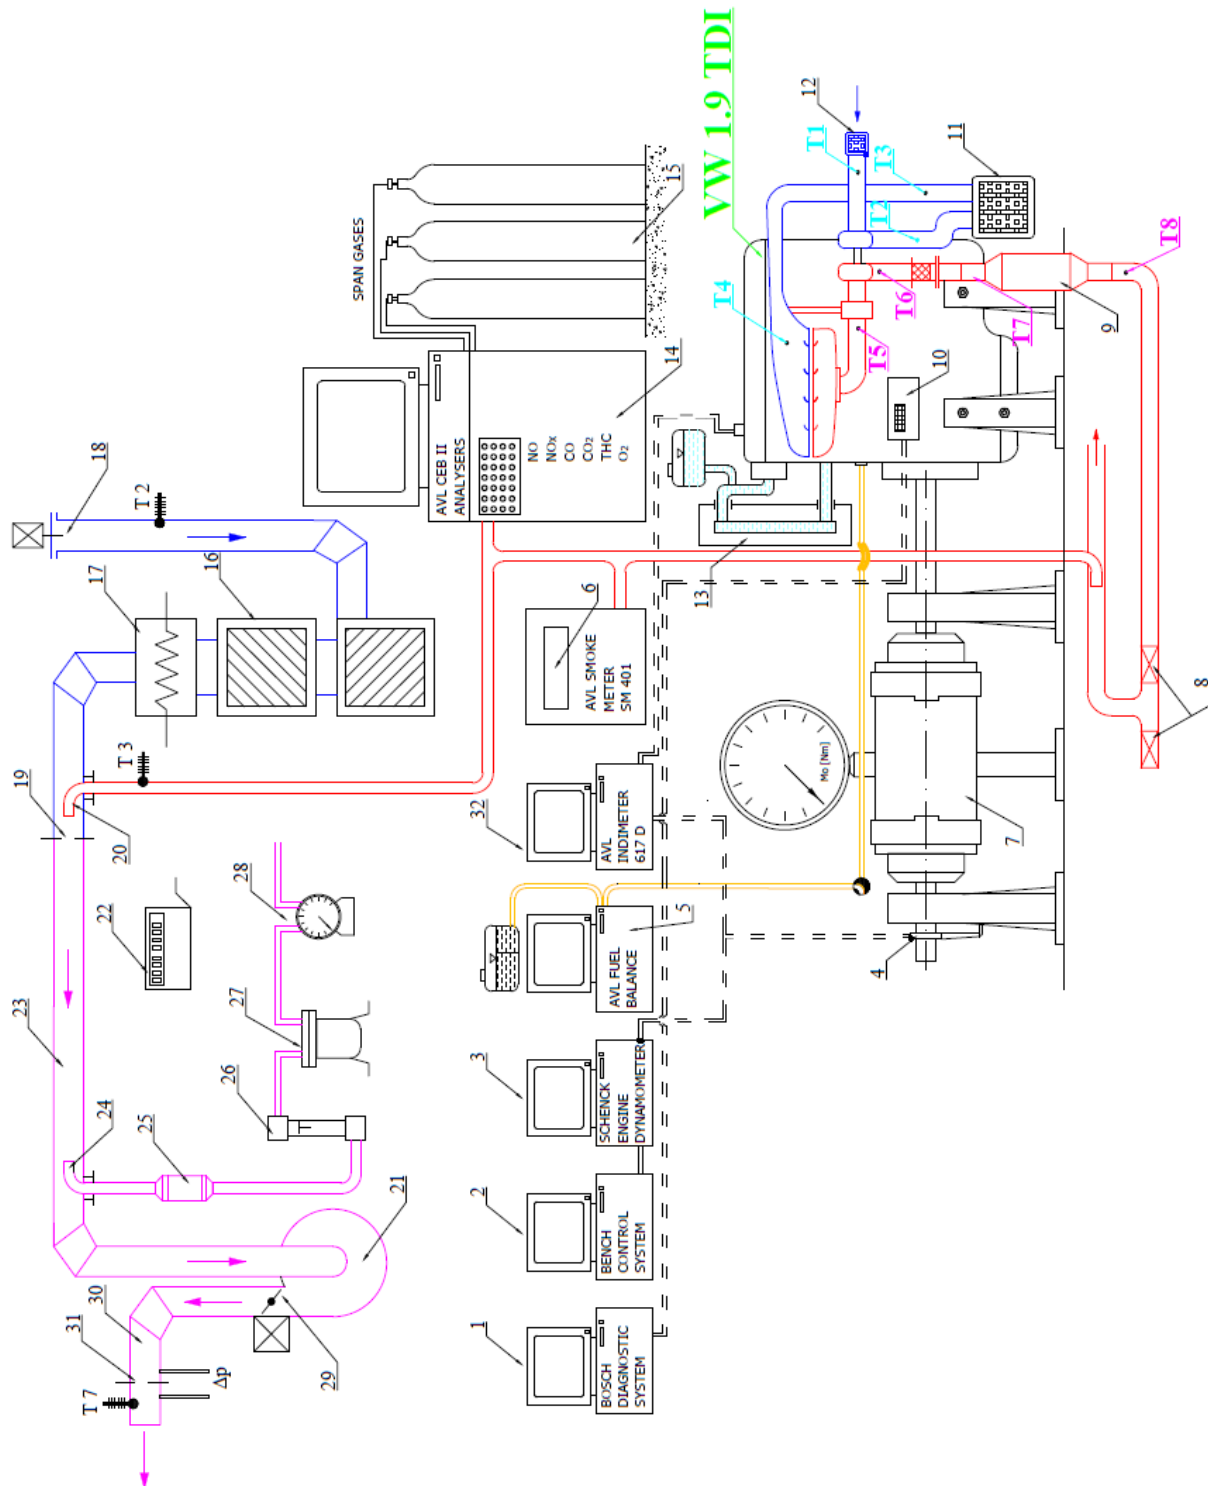 T 7
31
30
Δp
29
21
24
25
26
23
22
27
28
20
19
T 3
17
16
T 2
18
SPAN GASES
1
2
3
32
BOSCH
DIAGNOSTIC
SYSTEM
BENCH
CONTROL
SYSTEM
SCHENCK
ENGINE
DYNAMOMETER
AVL FUEL
BALANCE
5
AVL
INDIMETER
617 D
AVL SMOKE
METER
SM 401
6
AVL CEB II
ANALYSERS
NO
NOx
CO
CO₂
THC
O₂
14
15
13
VW 1.9 TDI
T4
12
T1
T3
T2
11
T5
T6
T7
T8
10
9
Mo [Nm]
4
7
8